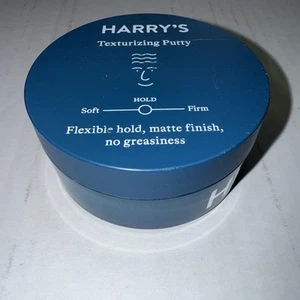 HARRY'S
Texturizing Putty
HOLD
Soft Firm
Flexible hold, matte finish,
no greasiness
H